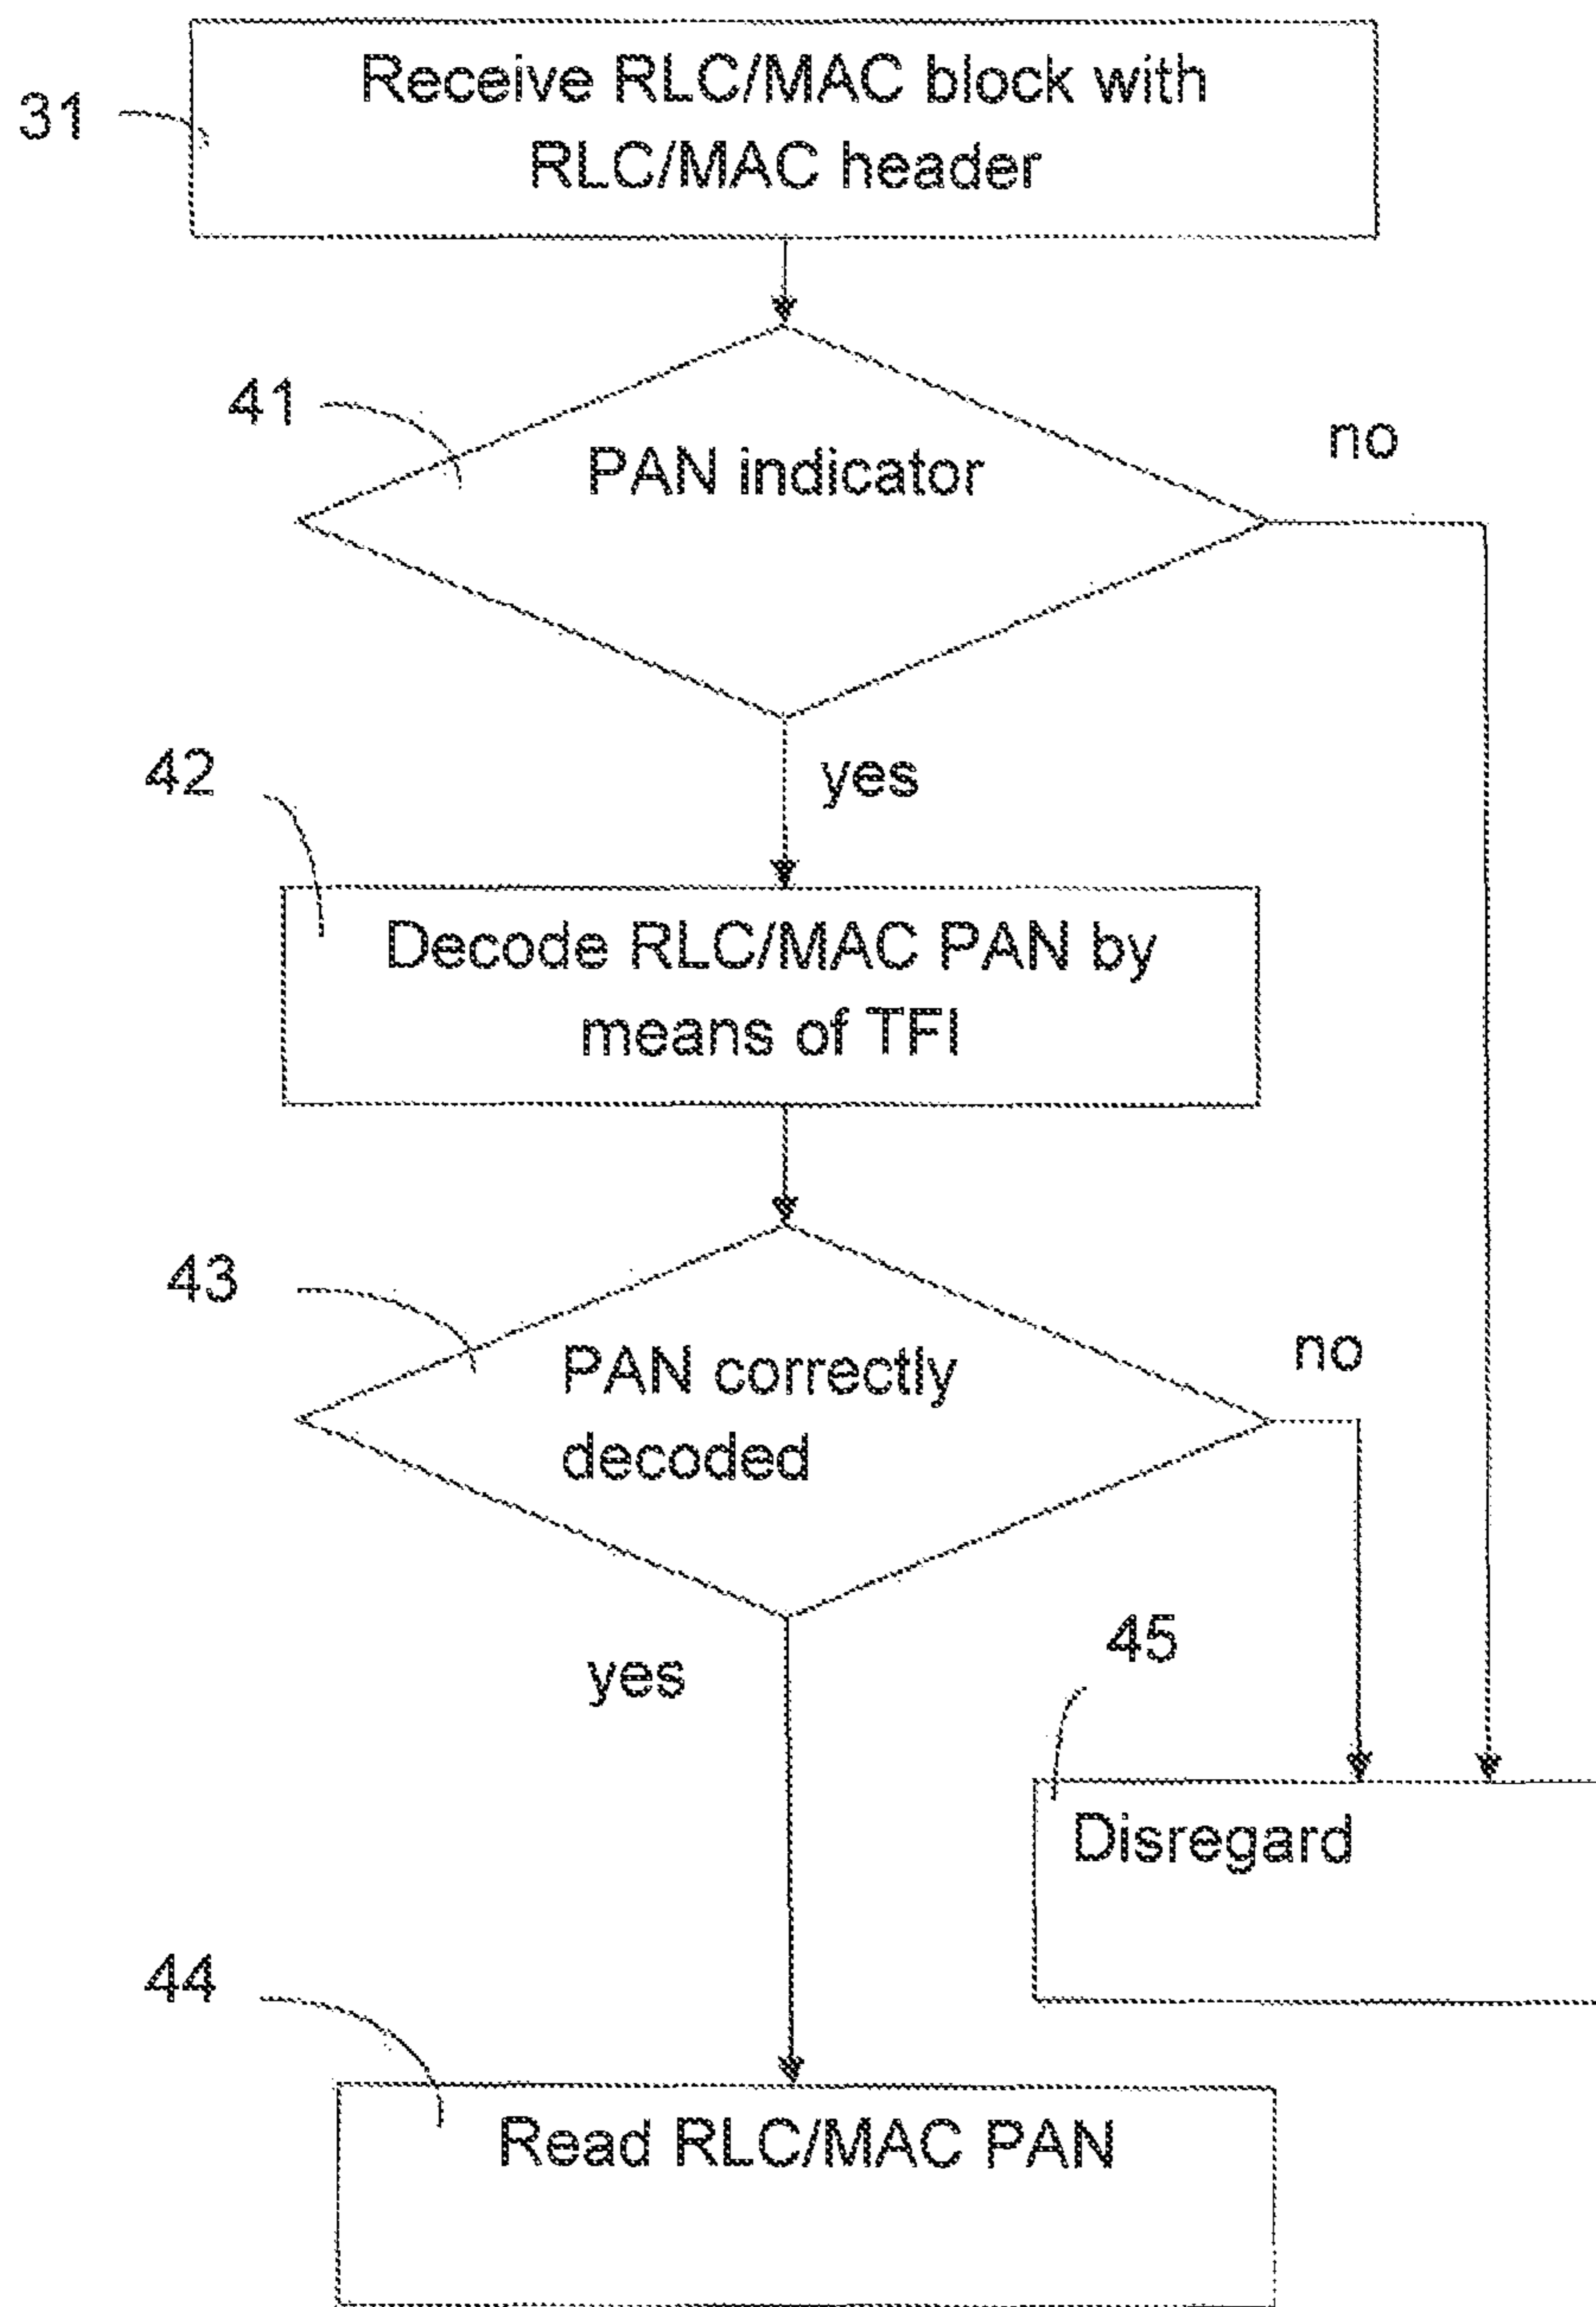 Receive RLC/MAC block with
RLC/MAC header
31
41
PAN indicator
no
42
yes
Decode RLC/MAC PAN by
means of TFI
43
PAN correctly
decoded
no
yes
45
Disregard
44
Read RLC/MAC PAN